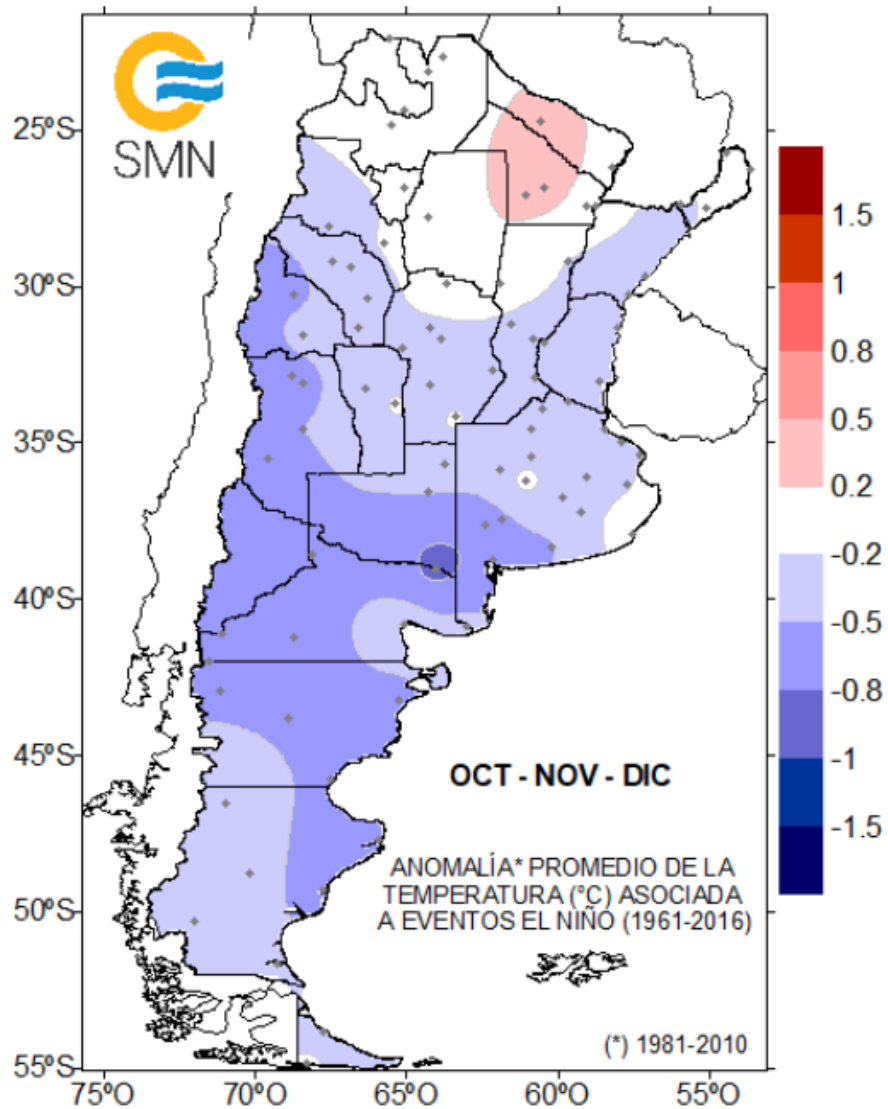 SMN
25ºS
30ºS
35ºS
40ºS
45ºS
50ºS
55ºS
75ºO
70ºO
65ºO
60ºO
55ºO
1.5
1
0.8
0.5
0.2
-0.2
-0.5
-0.8
-1
-1.5
OCT - NOV - DIC
ANOMALÍA* PROMEDIO DE LA
TEMPERATURA (ºC) ASOCIADA
A EVENTOS EL NIÑO (1961-2016)
(*) 1981-2010